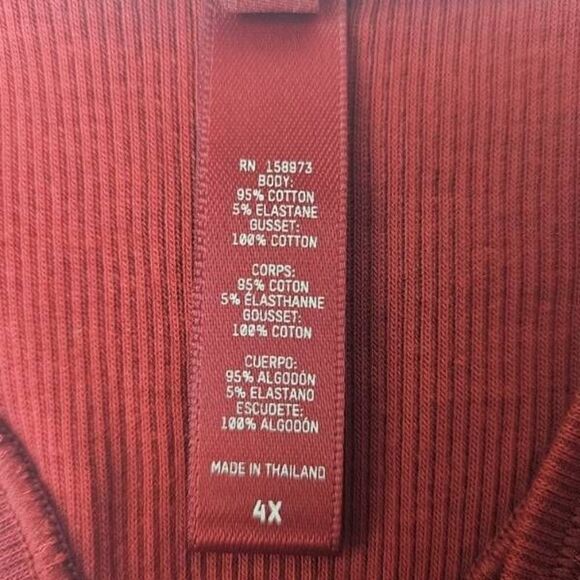 RN 158973
BODY:
95% COTTON
5% ELASTANE
GUSSET:
100% COTTON
CORPS:
95% COTON
5% ÉLASTHANNE
GOUSSET:
100% COTON
CUERPO:
95% ALGODÓN
5% ELASTANO
ESCUDETE:
100% ALGODÓN
MADE IN THAILAND
4X